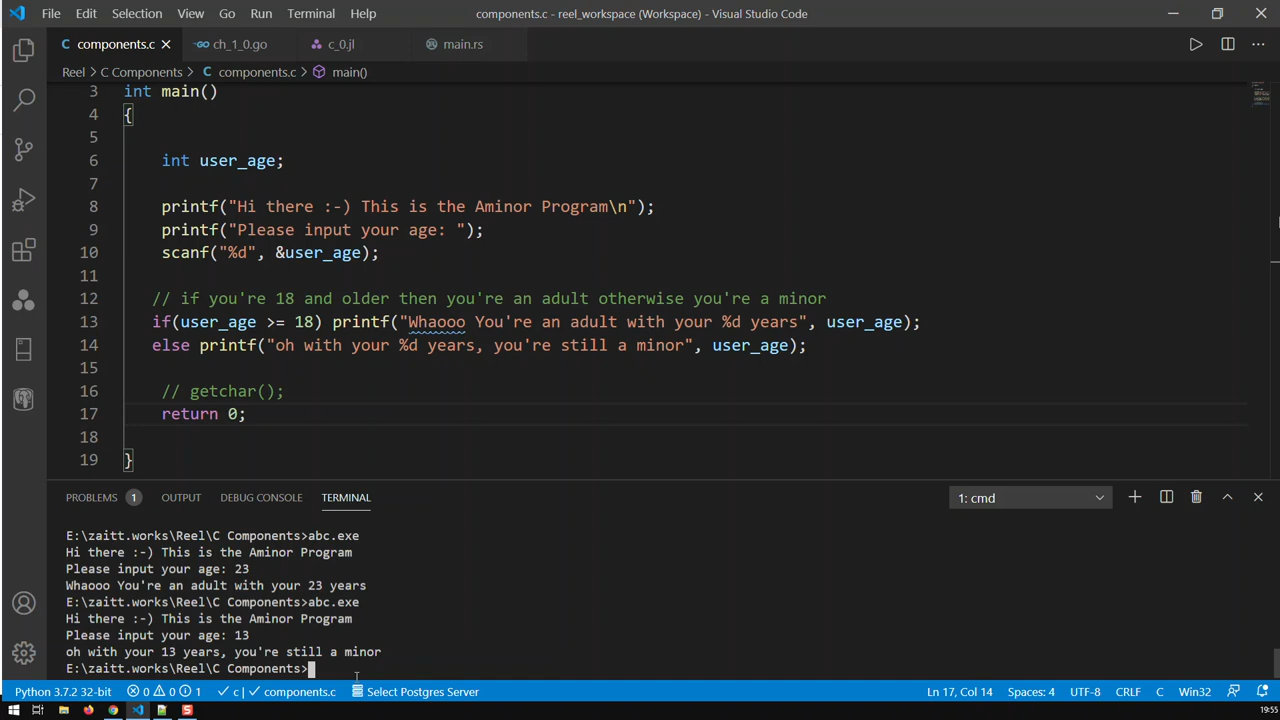 File Edit Selection View Go Run Terminal Help components.c - reel_workspace (Workspace) - Visual Studio Code
components.c ch_1_0.go c_0.jl main.rs
Reel > C Components > components.c > main()
3 int main()
4 {
5
6 int user_age;
7
8 printf("Hi there :-) This is the Aminor Program\n");
9 printf("Please input your age: ");
10 scanf("%d", &user_age);
11
12 // if you're 18 and older then you're an adult otherwise you're a minor
13 if(user_age >= 18) printf("Whaooo You're an adult with your %d years", user_age);
14 else printf("oh with your %d years, you're still a minor", user_age);
15
16 // getchar();
17 return 0;
18
19 }
PROBLEMS 1 OUTPUT DEBUG CONSOLE TERMINAL 1: cmd
E:\zaitt.works\Reel\C Components>abc.exe
Hi there :-) This is the Aminor Program
Please input your age: 23
Whaooo You're an adult with your 23 years
E:\zaitt.works\Reel\C Components>abc.exe
Hi there :-) This is the Aminor Program
Please input your age: 13
oh with your 13 years, you're still a minor
E:\zaitt.works\Reel\C Components>
Python 3.7.2 32-bit 0 0 1 c | components.c Select Postgres Server Ln 17, Col 14 Spaces: 4 UTF-8 CRLF C Win32
19:55